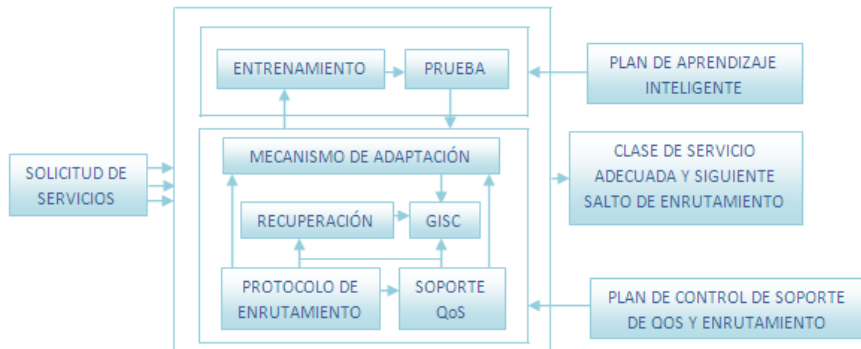 ENTRENAMIENTO
PRUEBA
PLAN DE APRENDIZAJE
INTELIGENTE
MECANISMO DE ADAPTACIÓN
SOLICITUD DE
SERVICIOS
CLASE DE SERVICIO
ADECUADA Y SIGUIENTE
SALTO DE ENRUTAMIENTO
RECUPERACIÓN
GISC
PROTOCOLO DE
ENRUTAMIENTO
SOPORTE
QoS
PLAN DE CONTROL DE SOPORTE
DE QOS Y ENRUTAMIENTO